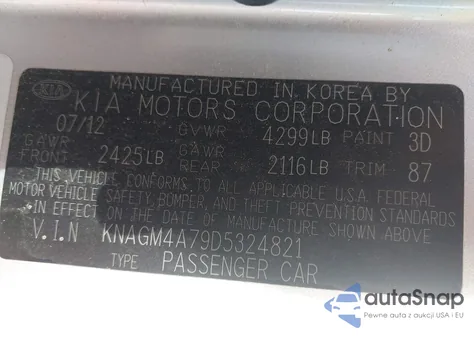 MANUFACTURED IN KOREA BY
KIA KIA MOTORS CORPORATION
07/12 GVWR 4299LB PAINT 3D
GAWR FRONT 2425LB GAWR REAR 2116LB TRIM 87
THIS VEHICLE CONFORMS TO ALL APPLICABLE U.S.A. FEDERAL
MOTOR VEHICLE SAFETY, BUMPER, AND THEFT PREVENTION STANDARDS
IN EFFECT ON THE DATE OF MANUFACTURE SHOWN ABOVE.
V.I.N KNAGM4A79D5324821
TYPE PASSENGER CAR
autoSnap
Pewne auta z aukcji USA i EU